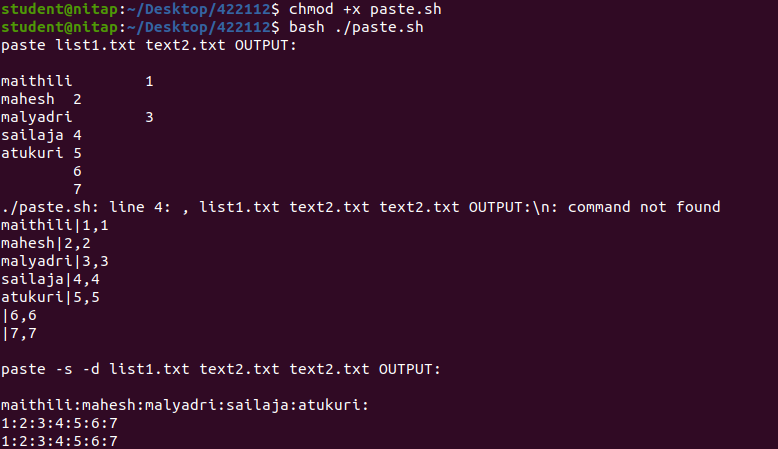 student@nitap:~/Desktop/422112$ chmod +x paste.sh
student@nitap:~/Desktop/422112$ bash ./paste.sh
paste list1.txt text2.txt OUTPUT:
maithili        1
mahesh  2
malyadri        3
sailaja 4
atukuri 5
        6
        7
./paste.sh: line 4: , list1.txt text2.txt text2.txt OUTPUT:\n: command not found
maithili|1,1
mahesh|2,2
malyadri|3,3
sailaja|4,4
atukuri|5,5
|6,6
|7,7
paste -s -d list1.txt text2.txt text2.txt OUTPUT:
maithili:mahesh:malyadri:sailaja:atukuri:
1:2:3:4:5:6:7
1:2:3:4:5:6:7